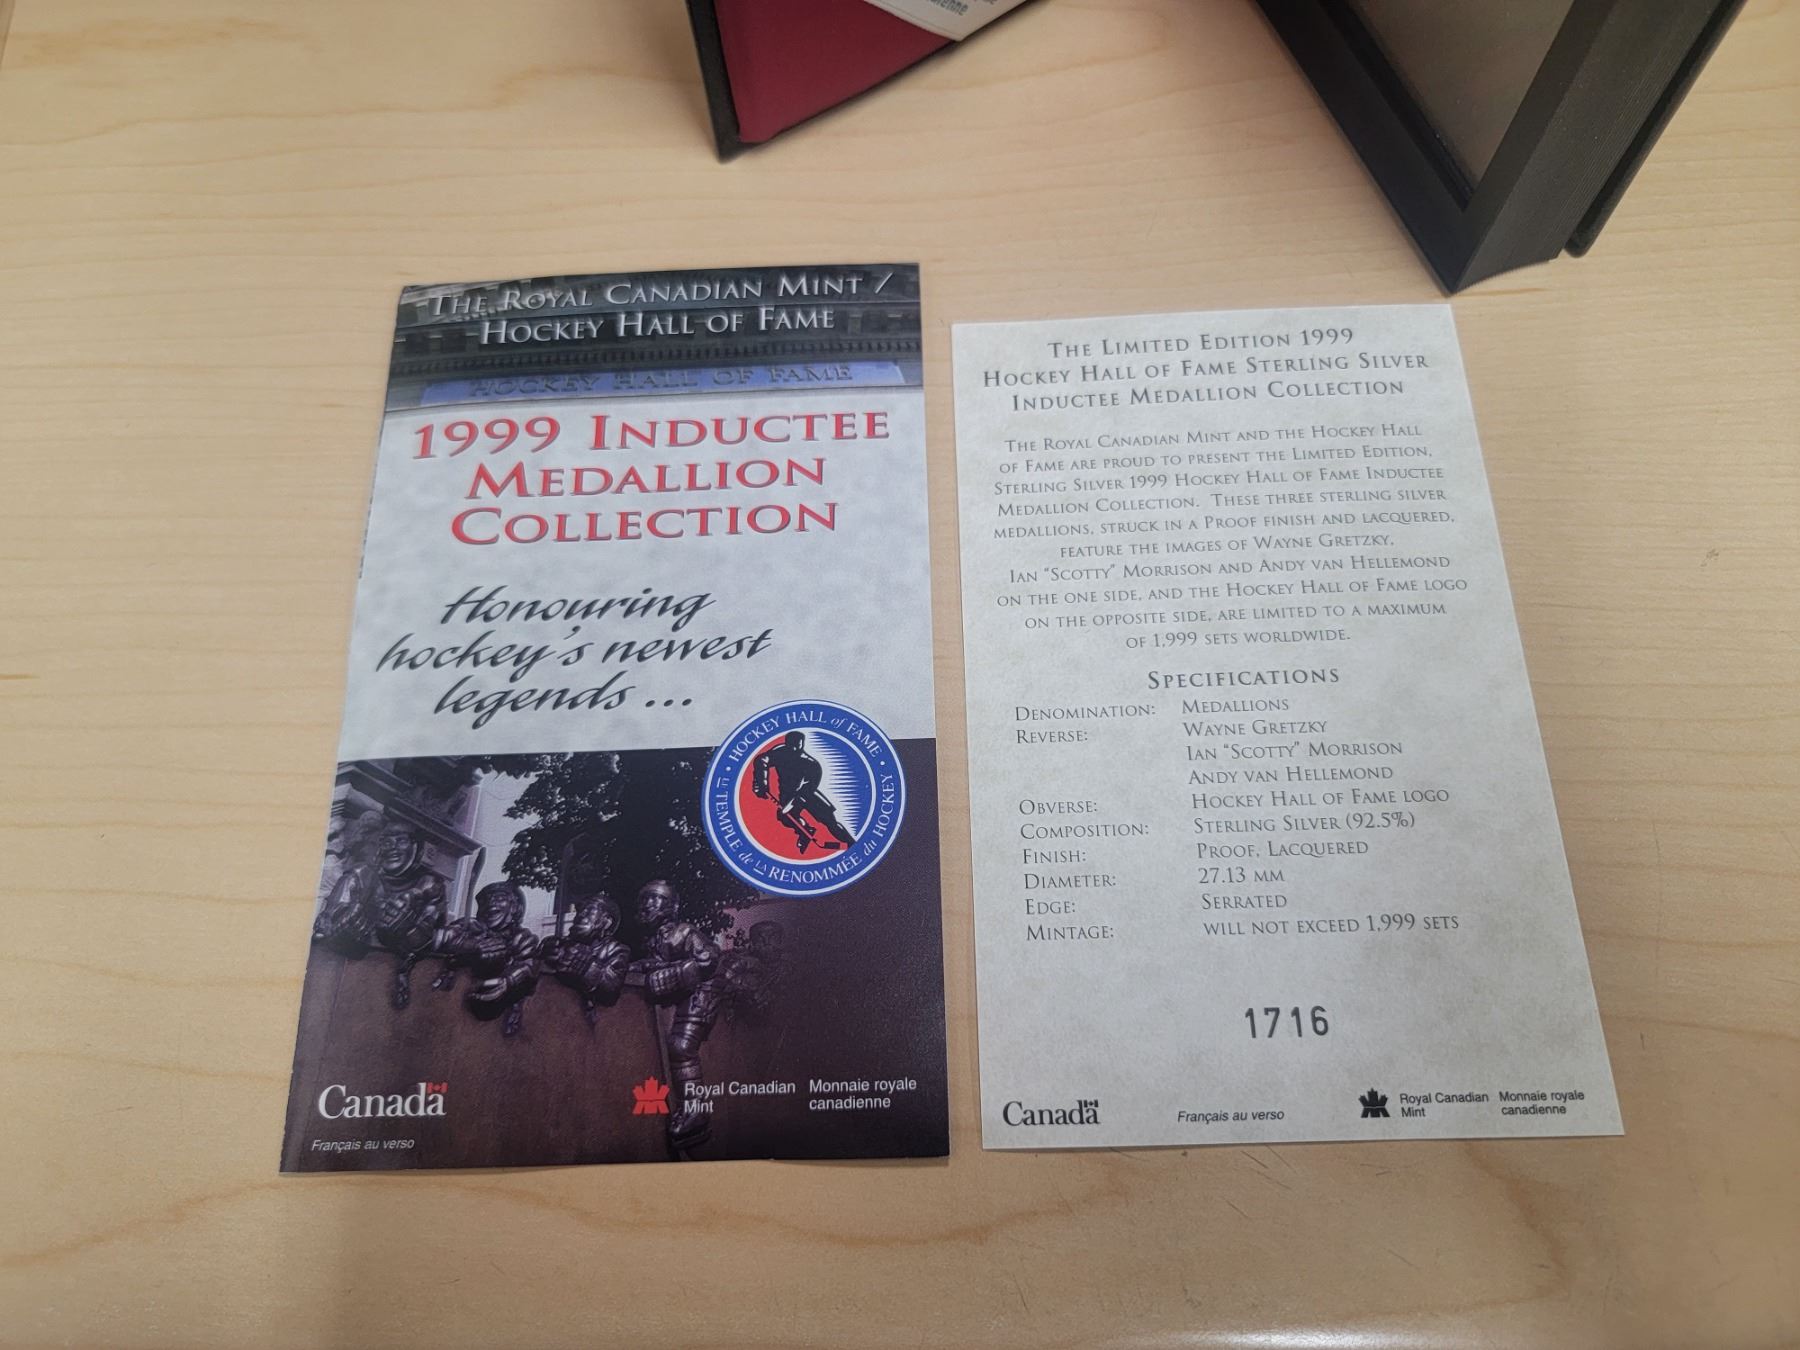 enne
THE ROYAL CANADIAN MINT /
HOCKEY HALL OF FAME
HOCKEY HALL OF FAME
1999 INDUCTEE
MEDALLION
COLLECTION
Honouring
hockey's newest
legends ...
HOCKEY HALL of FAME
LE TEMPLE de LA RENOMMÉE du HOCKEY
Canada
Royal Canadian Monnaie royale
Mint canadienne
Français au verso
THE LIMITED EDITION 1999
HOCKEY HALL OF FAME STERLING SILVER
INDUCTEE MEDALLION COLLECTION
THE ROYAL CANADIAN MINT AND THE HOCKEY HALL
OF FAME ARE PROUD TO PRESENT THE LIMITED EDITION,
STERLING SILVER 1999 HOCKEY HALL OF FAME INDUCTEE
MEDALLION COLLECTION. THESE THREE STERLING SILVER
MEDALLIONS, STRUCK IN A PROOF FINISH AND LACQUERED,
FEATURE THE IMAGES OF WAYNE GRETZKY,
IAN "SCOTTY" MORRISON AND ANDY VAN HELLEMOND
ON THE ONE SIDE, AND THE HOCKEY HALL OF FAME LOGO
ON THE OPPOSITE SIDE, ARE LIMITED TO A MAXIMUM
OF 1,999 SETS WORLDWIDE.
SPECIFICATIONS
DENOMINATION: MEDALLIONS
REVERSE: WAYNE GRETZKY
IAN "SCOTTY" MORRISON
ANDY VAN HELLEMOND
OBVERSE: HOCKEY HALL OF FAME LOGO
COMPOSITION: STERLING SILVER (92.5%)
FINISH: PROOF, LACQUERED
DIAMETER: 27.13 MM
EDGE: SERRATED
MINTAGE: WILL NOT EXCEED 1,999 SETS
1716
Canada
Français au verso
Royal Canadian Monnaie royale
Mint canadienne